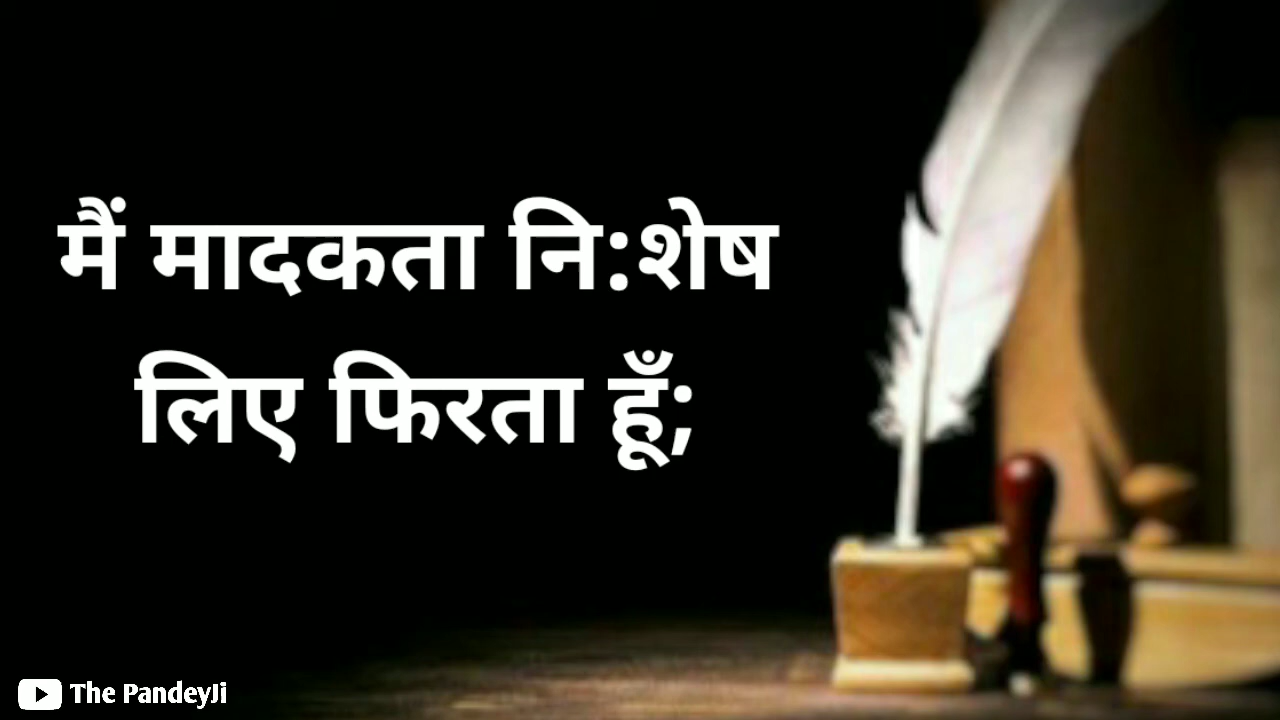 मैं मादकता नि:शेष
लिए फिरता हूँ;
The PandeyJi